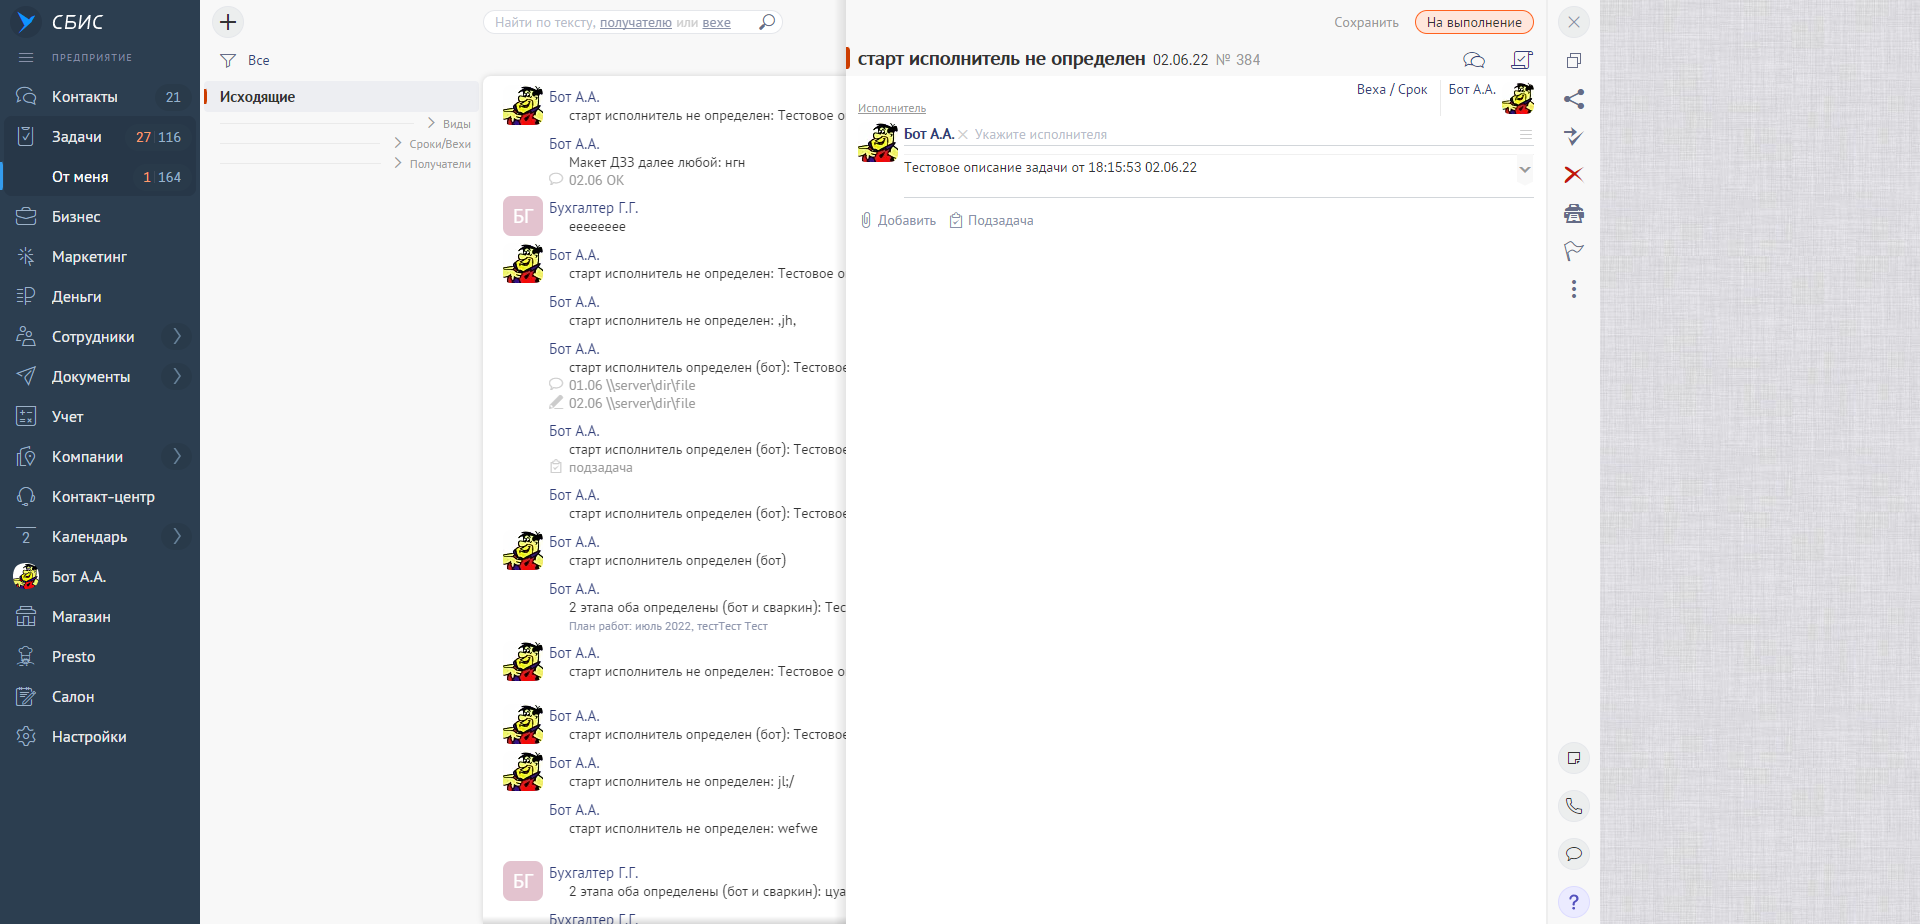 СБИС
ПРЕДПРИЯТИЕ
Контакты 21
Задачи 27 116
От меня 1 164
Бизнес
Маркетинг
Деньги
Сотрудники
Документы
Учет
Компании
Контакт-центр
2 Календарь
Бот А.А.
Магазин
Presto
Салон
Настройки
Найти по тексту, получателю или вехе
Все
Исходящие
Виды
Сроки/Вехи
Получатели
Бот А.А.
старт исполнитель не определен: Тестовое о
Бот А.А.
Макет ДЗЗ далее любой: нгн
02.06 ОК
БГ Бухгалтер Г.Г.
ееееееее
Бот А.А.
старт исполнитель не определен: Тестовое о
Бот А.А.
старт исполнитель не определен: ,jh,
Бот А.А.
старт исполнитель определен (бот): Тестовое
01.06 \\server\dir\file
02.06 \\server\dir\file
Бот А.А.
старт исполнитель определен (бот): Тестовое
подзадача
Бот А.А.
старт исполнитель определен (бот): Тестовое
Бот А.А.
старт исполнитель определен (бот)
Бот А.А.
2 этапа оба определены (бот и сваркин): Тес
План работ: июль 2022, тестТест Тест
Бот А.А.
старт исполнитель не определен: Тестовое о
Бот А.А.
старт исполнитель определен (бот): Тестовое
Бот А.А.
старт исполнитель не определен: jl;/
Бот А.А.
старт исполнитель не определен: wefwe
БГ Бухгалтер Г.Г.
2 этапа оба определены (бот и сваркин): цуа
Бухгалтер Г.Г.
Сохранить На выполнение
старт исполнитель не определен 02.06.22 № 384
Веха / Срок Бот А.А.
Исполнитель
Бот А.А. Укажите исполнителя
Тестовое описание задачи от 18:15:53 02.06.22
Добавить Подзадача
?